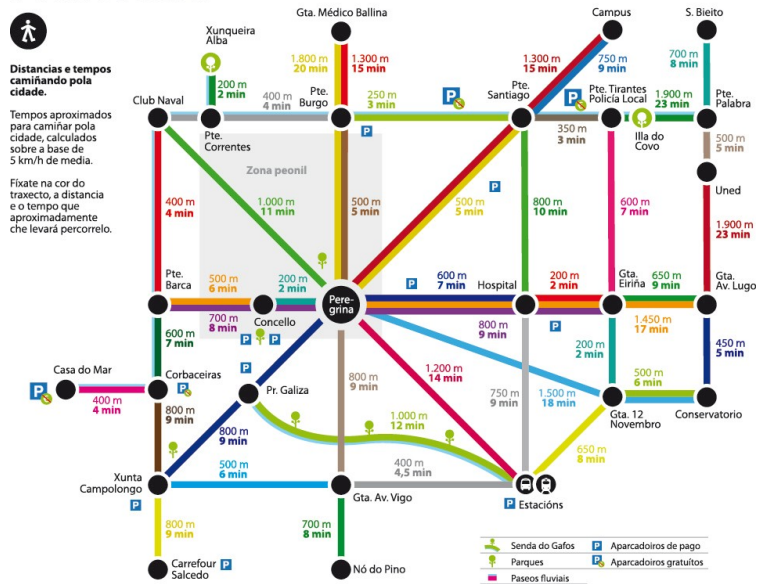 Distancias e tempos
camiñando pola
cidade.
Tempos aproximados
para camiñar pola
cidade, calculados
sobre a base de
5 km/h de media.
Fíxate na cor do
traxecto, a distancia
e o tempo que
aproximadamente
che levará percorrelo.
Xunqueira
Alba
200 m
2 min
Gta. Médico Ballina
1.800 m
20 min
1.300 m
15 min
Campus
1.300 m
15 min
750 m
9 min
S. Bieito
700 m
8 min
Club Naval
400 m
4 min
Pte.
Correntes
Pte.
Burgo
250 m
3 min
P
P
Pte.
Santiago
P
350 m
3 min
Pte. Tirantes
Policía Local
Illa do
Covo
1.900 m
23 min
Pte.
Palabra
500 m
5 min
Uned
1.900 m
23 min
Zona peonil
400 m
4 min
1.000 m
11 min
500 m
5 min
500 m
5 min
P
800 m
10 min
600 m
7 min
Pte.
Barca
500 m
6 min
700 m
8 min
200 m
2 min
Concello
P
P
Pere-
grina
P
600 m
7 min
800 m
9 min
Hospital
200 m
2 min
P
Gta.
Eiriña
650 m
9 min
1.450 m
17 min
Gta.
Av. Lugo
600 m
7 min
P
Casa do Mar
P
400 m
4 min
Corbaceiras
P
Pr. Galiza
800 m
9 min
1.200 m
14 min
750 m
9 min
1.500 m
18 min
200 m
2 min
500 m
6 min
450 m
5 min
Gta. 12
Novembro
Conservatorio
800 m
9 min
800 m
9 min
1.000 m
12 min
650 m
8 min
Xunta
Campolongo
P
500 m
6 min
Gta. Av. Vigo
400 m
4,5 min
P
Estacións
800 m
9 min
Carrefour
Salcedo
P
700 m
8 min
Nó do Pino
Senda do Gafos
P Aparcadoiros de pago
Parques
P Aparcadoiros gratuítos
Paseos fluviais